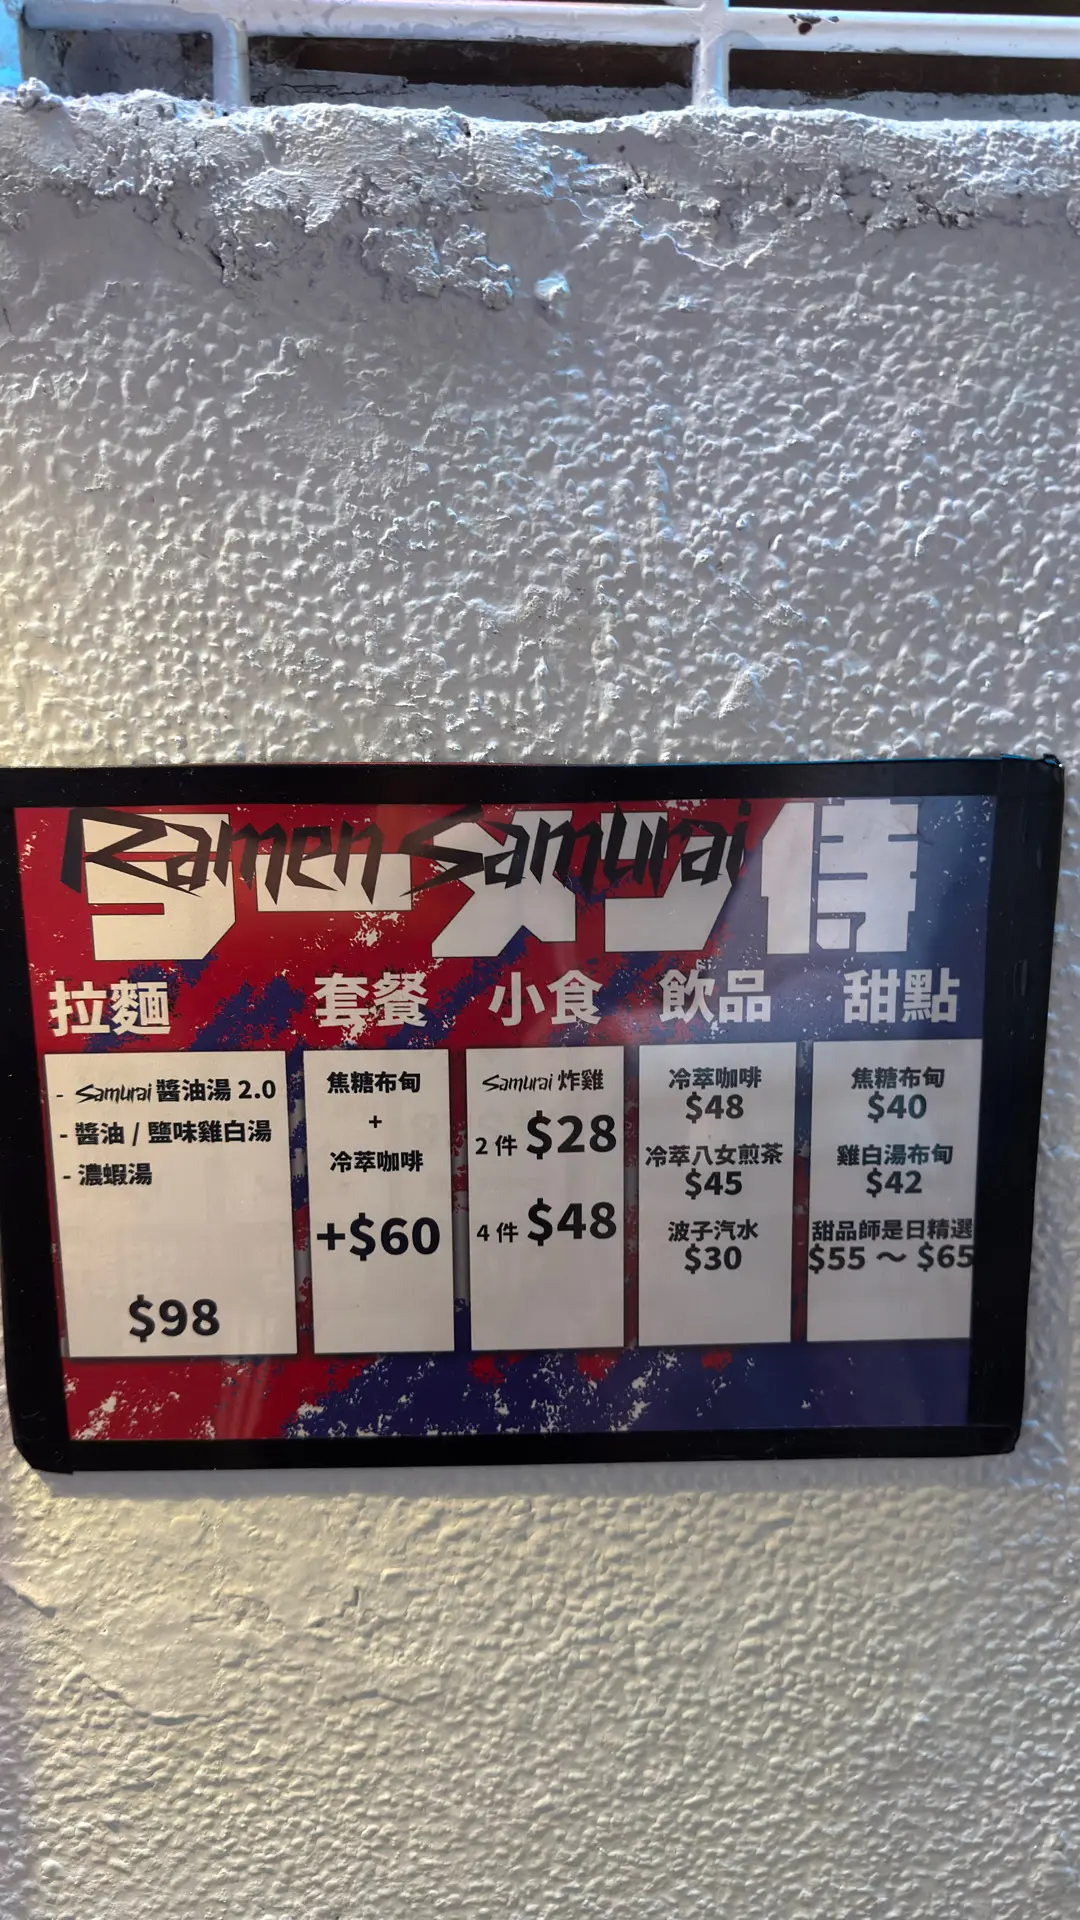 Ramen Samurai
ラーメン侍
拉麵
- Samurai 醬油湯 2.0
- 醬油 / 鹽味雞白湯
- 濃蝦湯
$98
套餐
焦糖布甸
+
冷萃咖啡
+$60
小食
Samurai 炸雞
2 件 $28
4 件 $48
飲品
冷萃咖啡
$48
冷萃八女煎茶
$45
波子汽水
$30
甜點
焦糖布甸
$40
雞白湯布甸
$42
甜品師是日精選
$55 ～ $65